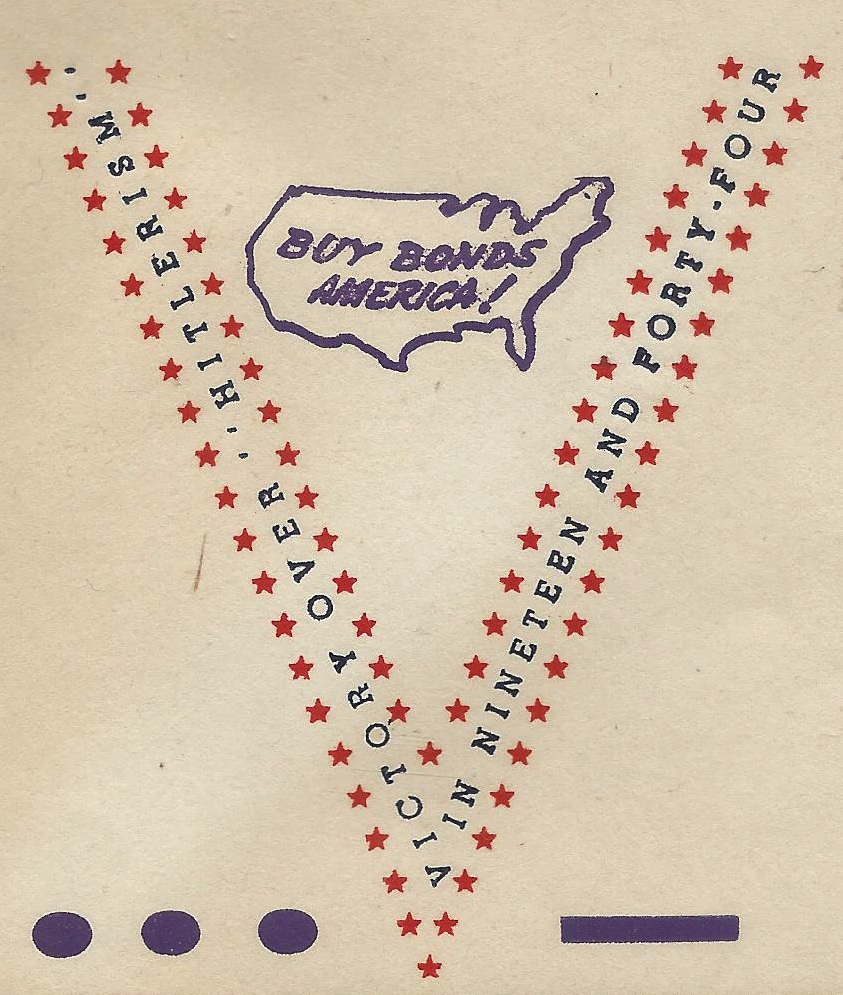 VICTORY OVER ''HITLERISM''
IN NINETEEN AND FORTY-FOUR
BUY BONDS
AMERICA!